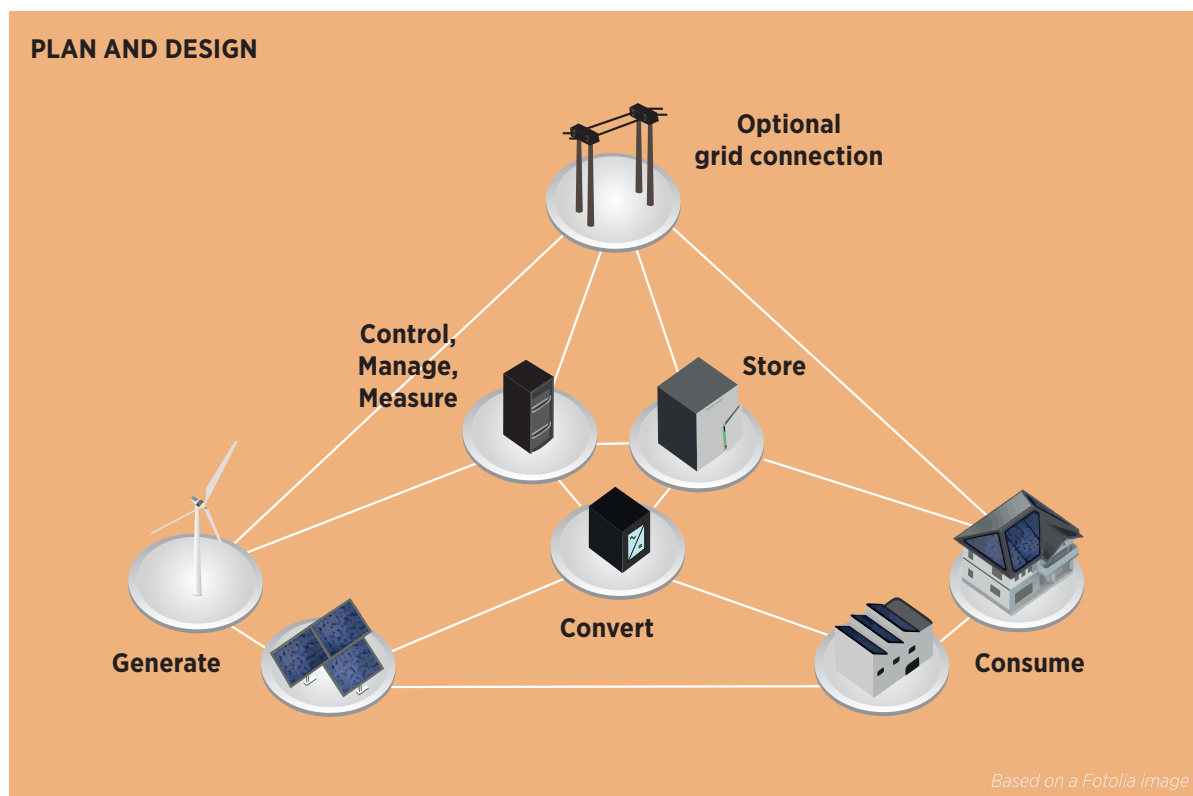 PLAN AND DESIGN
Optional
grid connection
Control,
Manage,
Measure
Store
Convert
Generate
Consume
Based on a Fotolia image